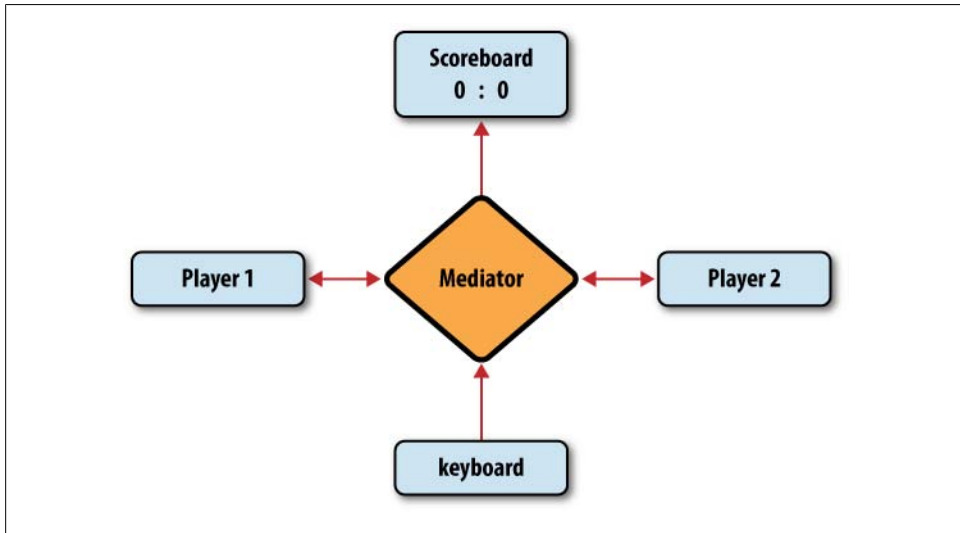 Scoreboard
0 : 0
Player 1
Mediator
Player 2
keyboard